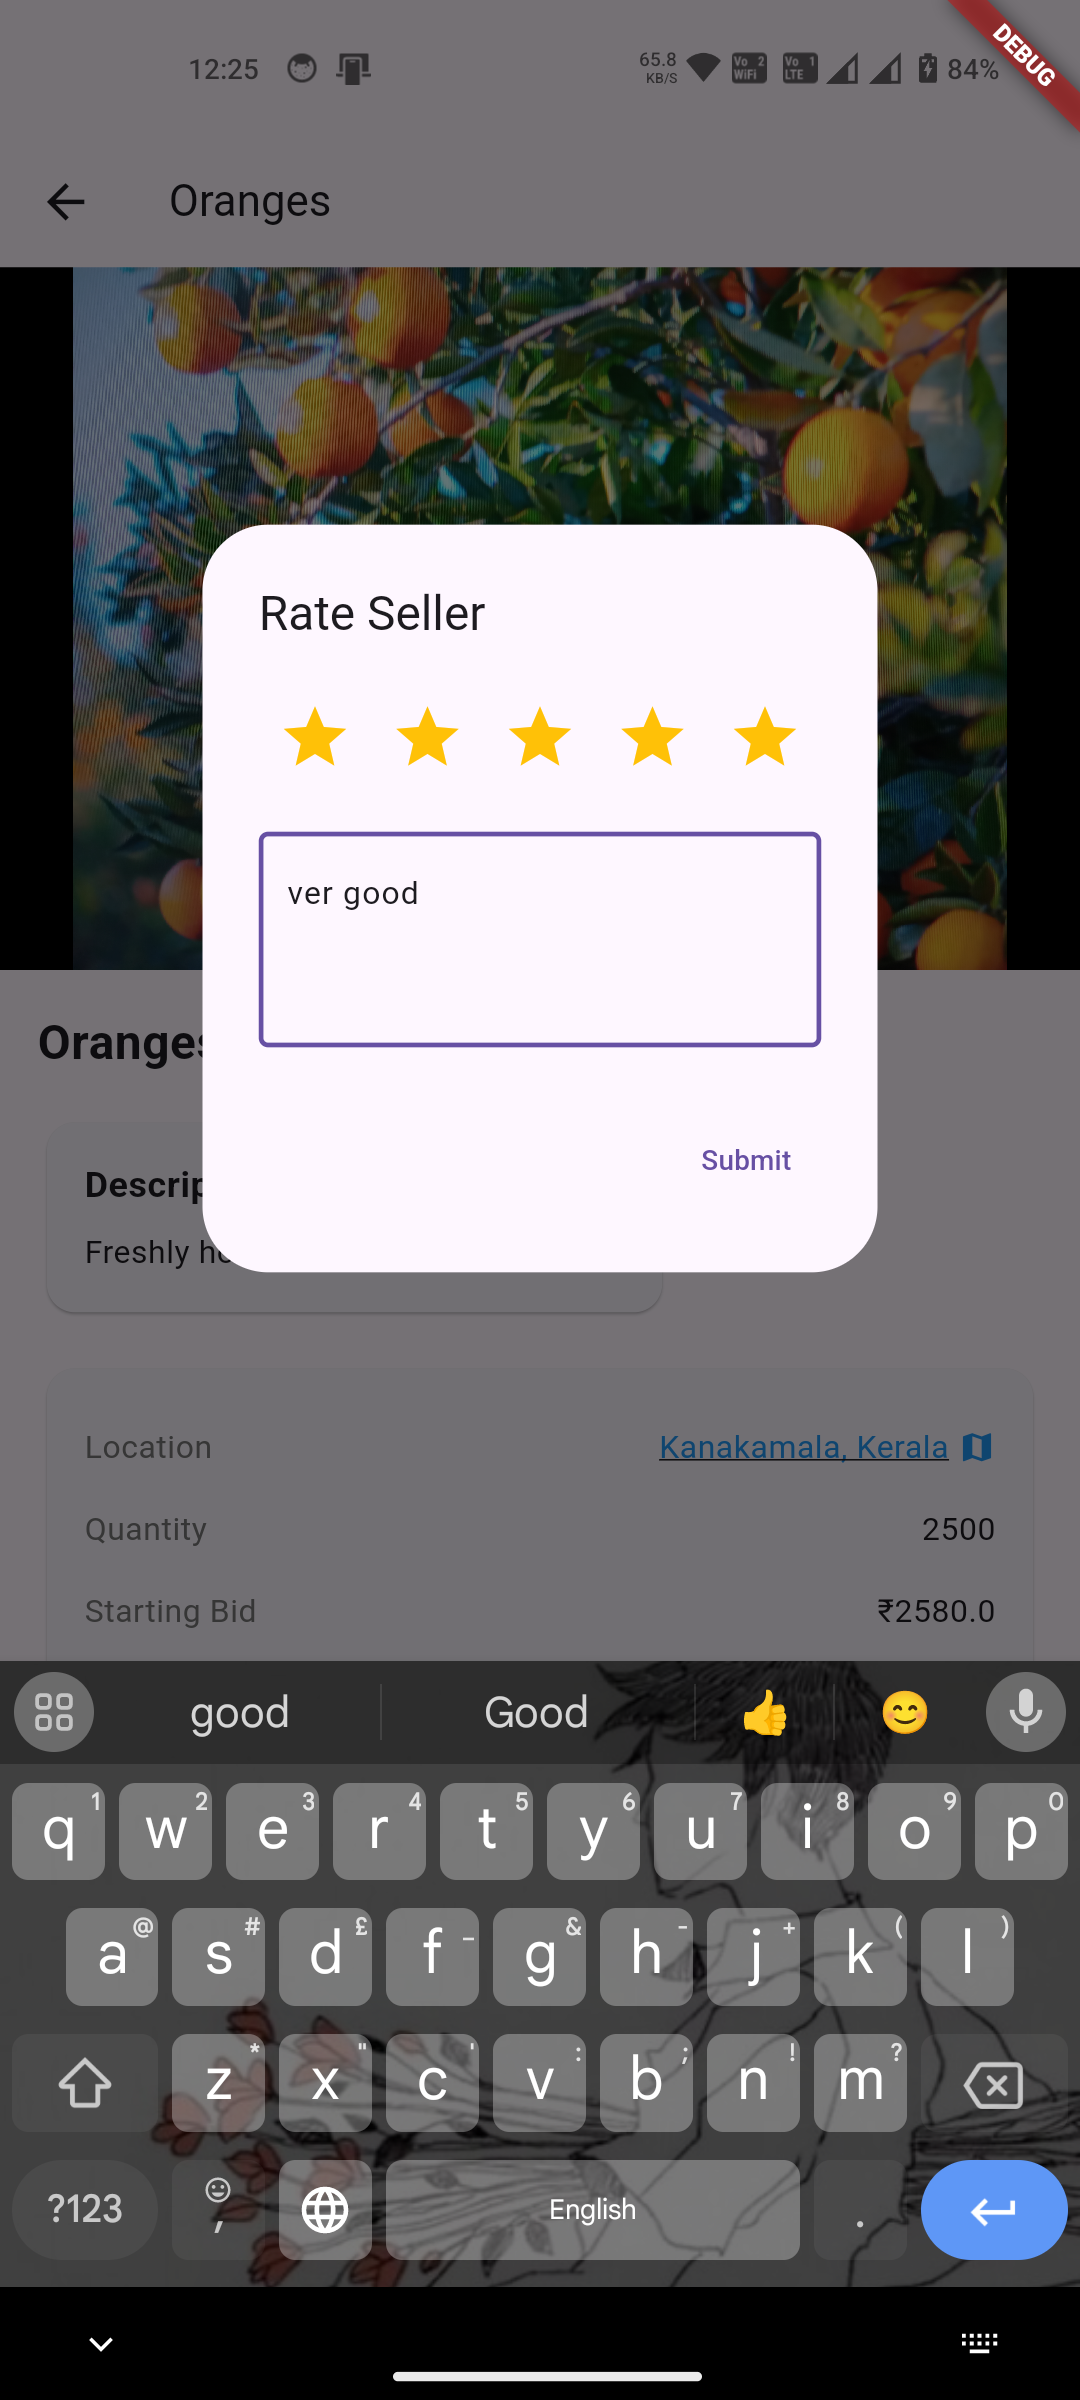 12:25
65.8
KB/S
Vo 2
WiFi
Vo 1
LTE
84%
DEBUG
Oranges
Rate Seller
ver good
Submit
Oranges
Descrip
Freshly h
Location Kanakamala, Kerala
Quantity 2500
Starting Bid ₹2580.0
good Good 👍 😊
q 1 w 2 e 3 r 4 t 5 y 6 u 7 i 8 o 9 p 0
a @ s # d £ f _ g & h - j + k ( l )
z * x " c ' v : b ; n ! m ?
?123 , English .